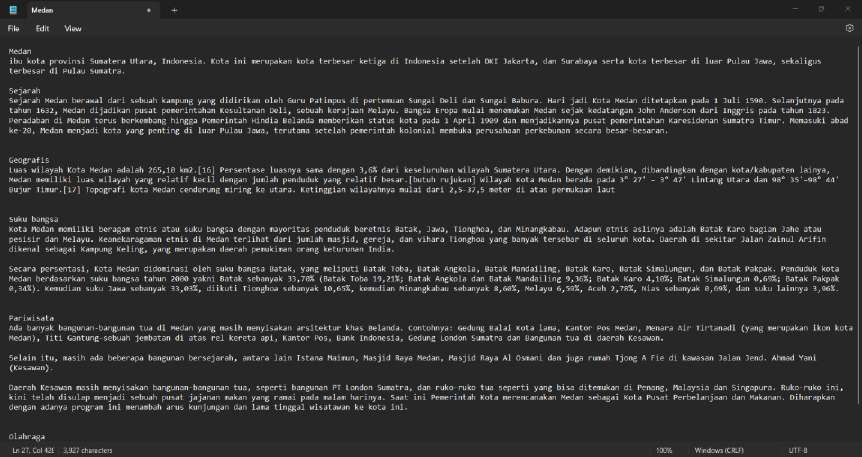 Medan
File Edit View
Medan
ibu kota provinsi Sumatera Utara, Indonesia. Kota ini merupakan kota terbesar ketiga di Indonesia setelah DKI Jakarta, dan Surabaya serta kota terbesar di luar Pulau Jawa, sekaligus
terbesar di Pulau Sumatra.
Sejarah
Sejarah Medan berawal dari sebuah kampung yang didirikan oleh Guru Patimpus di pertemuan Sungai Deli dan Sungai Babura. Hari jadi Kota Medan ditetapkan pada 1 Juli 1590. Selanjutnya pada
tahun 1632, Medan dijadikan pusat pemerintahan Kesultanan Deli, sebuah kerajaan Melayu. Bangsa Eropa mulai menemukan Medan sejak kedatangan John Anderson dari Inggris pada tahun 1823.
Peradaban di Medan terus berkembang hingga Pemerintah Hindia Belanda memberikan status kota pada 1 April 1909 dan menjadikannya pusat pemerintahan Karesidenan Sumatra Timur. Memasuki abad
ke-20, Medan menjadi kota yang penting di luar Pulau Jawa, terutama setelah pemerintah kolonial membuka perusahaan perkebunan secara besar-besaran.
Geografis
Luas wilayah Kota Medan adalah 265,10 km2.[16] Persentase luasnya sama dengan 3,6% dari keseluruhan wilayah Sumatera Utara. Dengan demikian, dibandingkan dengan kota/kabupaten lainya,
Medan memiliki luas wilayah yang relatif kecil dengan jumlah penduduk yang relatif besar.[butuh rujukan] Wilayah Kota Medan berada pada 3° 27' – 3° 47' Lintang Utara dan 98° 35'–98° 44'
Bujur Timur.[17] Topografi kota Medan cenderung miring ke utara. Ketinggian wilayahnya mulai dari 2,5–37,5 meter di atas permukaan laut
Suku bangsa
Kota Medan memiliki beragam etnis atau suku bangsa dengan mayoritas penduduk beretnis Batak, Jawa, Tionghoa, dan Minangkabau. Adapun etnis aslinya adalah Batak Karo bagian Jahe atau
pesisir dan Melayu. Keanekaragaman etnis di Medan terlihat dari jumlah masjid, gereja, dan vihara Tionghoa yang banyak tersebar di seluruh kota. Daerah di sekitar Jalan Zainul Arifin
dikenal sebagai Kampung Keling, yang merupakan daerah pemukiman orang keturunan India.
Secara persentasi, Kota Medan didominasi oleh suku bangsa Batak, yang meliputi Batak Toba, Batak Angkola, Batak Mandailing, Batak Karo, Batak Simalungun, dan Batak Pakpak. Penduduk kota
Medan berdasarkan suku bangsa tahun 2000 yakni Batak sebanyak 33,70% (Batak Toba 19,21%; Batak Angkola dan Batak Mandailing 9,36%; Batak Karo 4,10%; Batak Simalungun 0,69%; Batak Pakpak
0,34%). Kemudian suku Jawa sebanyak 33,03%, diikuti Tionghoa sebanyak 10,65%, kemudian Minangkabau sebanyak 8,60%, Melayu 6,59%, Aceh 2,78%, Nias sebanyak 0,69%, dan suku lainnya 3,96%.
Pariwisata
Ada banyak bangunan-bangunan tua di Medan yang masih menyisakan arsitektur khas Belanda. Contohnya: Gedung Balai Kota lama, Kantor Pos Medan, Menara Air Tirtanadi (yang merupakan ikon kota
Medan), Titi Gantung-sebuah jembatan di atas rel kereta api, Kantor Pos, Bank Indonesia, Gedung London Sumatra dan Bangunan tua di daerah Kesawan.
Selain itu, masih ada beberapa bangunan bersejarah, antara lain Istana Maimun, Masjid Raya Medan, Masjid Raya Al Osmani dan juga rumah Tjong A Fie di kawasan Jalan Jend. Ahmad Yani
(Kesawan).
Daerah Kesawan masih menyisakan bangunan-bangunan tua, seperti bangunan PT London Sumatra, dan ruko-ruko tua seperti yang bisa ditemukan di Penang, Malaysia dan Singapura. Ruko-ruko ini,
kini telah disulap menjadi sebuah pusat jajanan makan yang ramai pada malam harinya. Saat ini Pemerintah Kota merencanakan Medan sebagai Kota Pusat Perbelanjaan dan Makanan. Diharapkan
dengan adanya program ini menambah arus kunjungan dan lama tinggal wisatawan ke kota ini.
Olahraga
Ln 27, Col 428 3,927 characters 100% Windows (CRLF) UTF-8